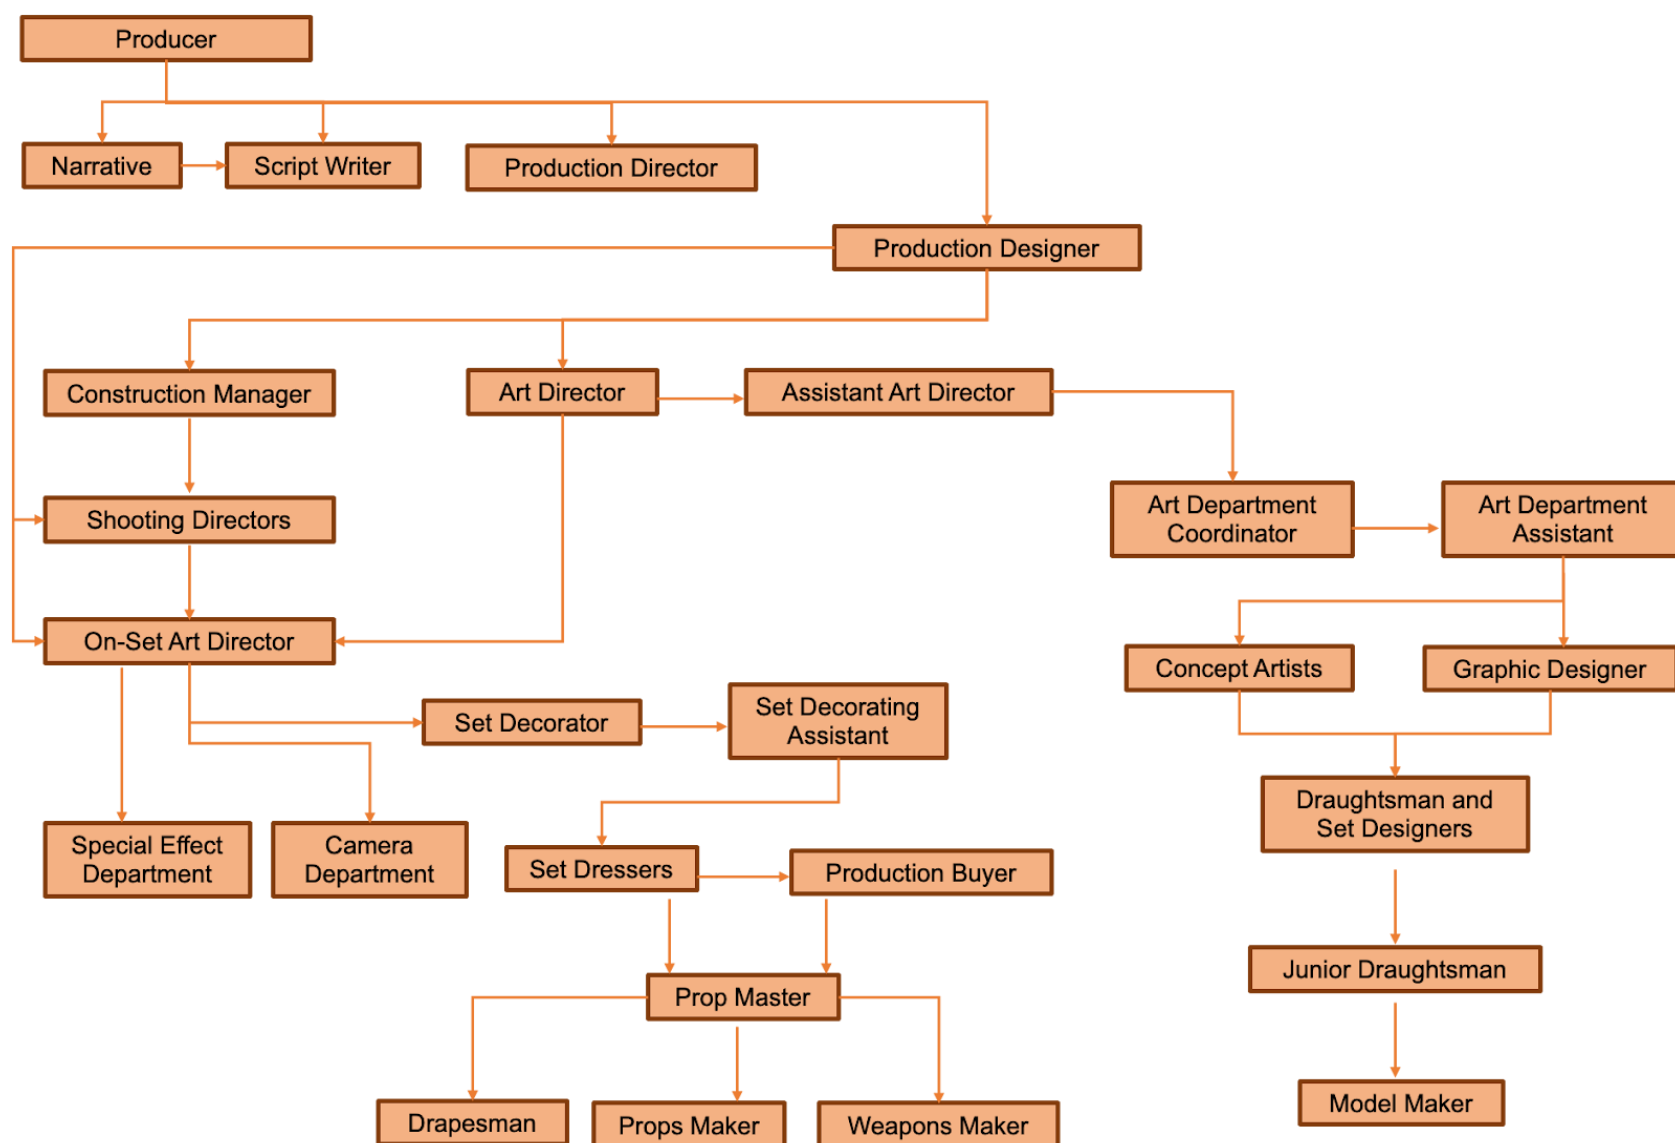 Producer
Narrative
Script Writer
Production Director
Production Designer
Construction Manager
Art Director
Assistant Art Director
Shooting Directors
Art Department
Coordinator
Art Department
Assistant
On-Set Art Director
Concept Artists
Graphic Designer
Set Decorator
Set Decorating
Assistant
Special Effect
Department
Camera
Department
Set Dressers
Production Buyer
Draughtsman and
Set Designers
Junior Draughtsman
Prop Master
Model Maker
Drapesman
Props Maker
Weapons Maker